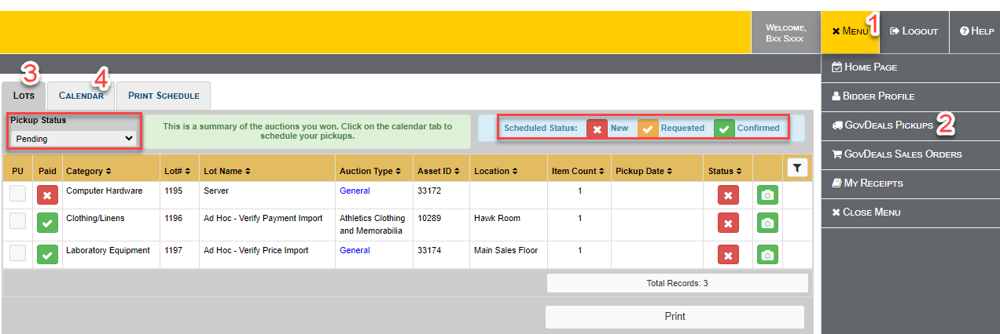 WELCOME,
BXX SXXX
MENU
1
LOGOUT
HELP
HOME PAGE
BIDDER PROFILE
GOVDEALS PICKUPS
2
GOVDEALS SALES ORDERS
MY RECEIPTS
CLOSE MENU
3
4
LOTS
CALENDAR
PRINT SCHEDULE
Pickup Status
Pending
This is a summary of the auctions you won. Click on the calendar tab to
schedule your pickups.
Scheduled Status: New Requested Confirmed
PU Paid Category Lot# Lot Name Auction Type Asset ID Location Item Count Pickup Date Status
Computer Hardware 1195 Server General 33172 1
Clothing/Linens 1196 Ad Hoc - Verify Payment Import Athletics Clothing 10289 Hawk Room 1
and Memorabilia
Laboratory Equipment 1197 Ad Hoc - Verify Price Import General 33174 Main Sales Floor 1
Total Records: 3
Print